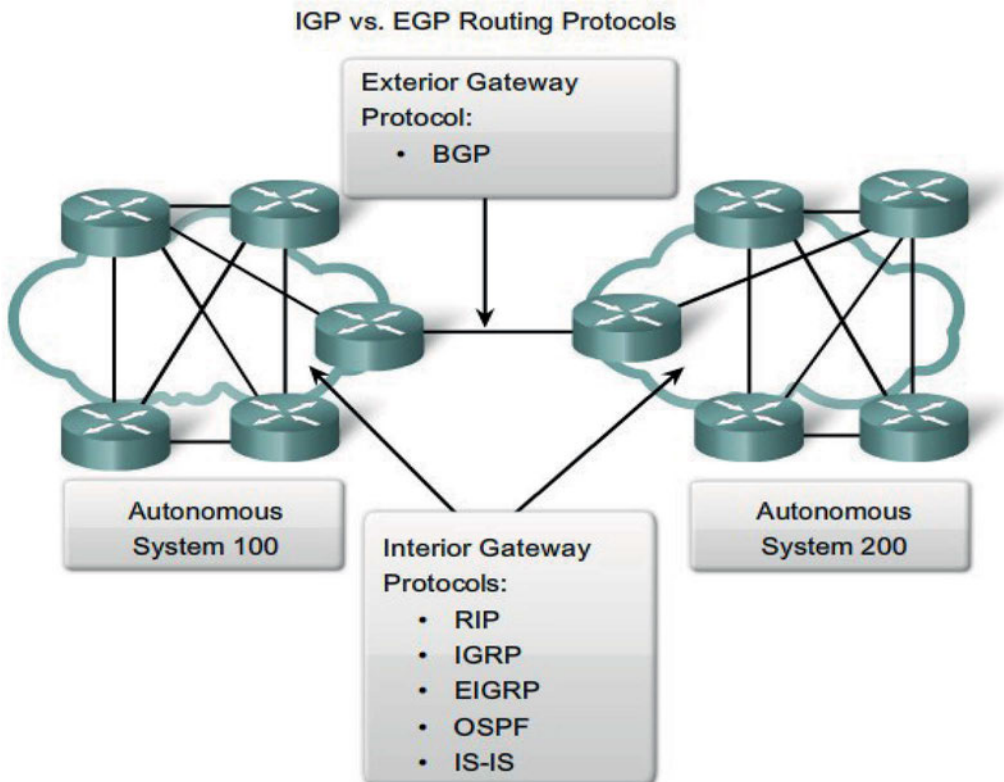 IGP vs. EGP Routing Protocols
Exterior Gateway
Protocol:
• BGP
Autonomous
System 100
Autonomous
System 200
Interior Gateway
Protocols:
• RIP
• IGRP
• EIGRP
• OSPF
• IS-IS